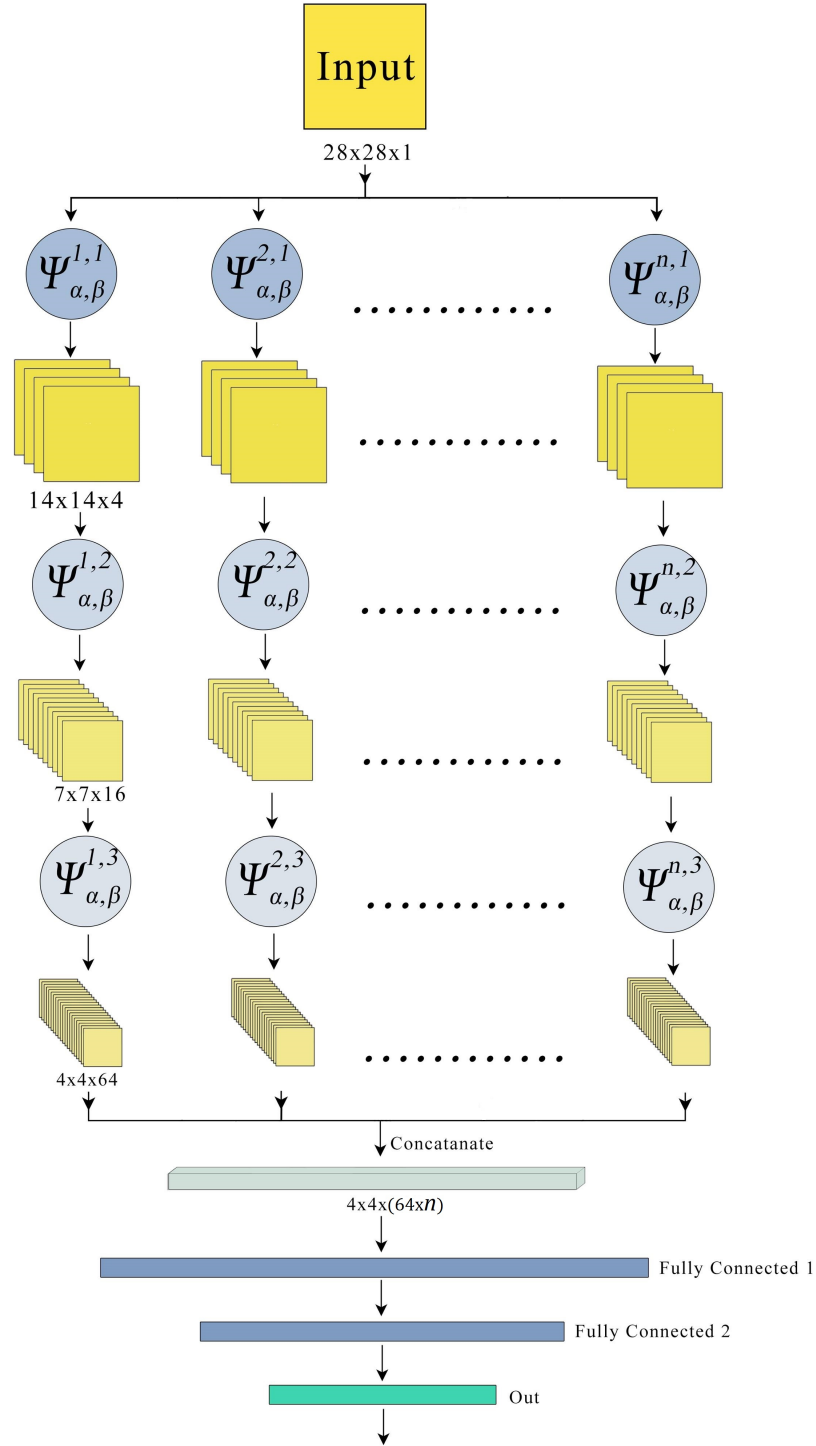 Input
28x28x1
Ψ^{1,1}_{α,β} Ψ^{2,1}_{α,β} ............ Ψ^{n,1}_{α,β}
............
14x14x4
Ψ^{1,2}_{α,β} Ψ^{2,2}_{α,β} ............ Ψ^{n,2}_{α,β}
............
7x7x16
Ψ^{1,3}_{α,β} Ψ^{2,3}_{α,β} ............ Ψ^{n,3}_{α,β}
............
4x4x64
Concatanate
4x4x(64xn)
Fully Connected 1
Fully Connected 2
Out